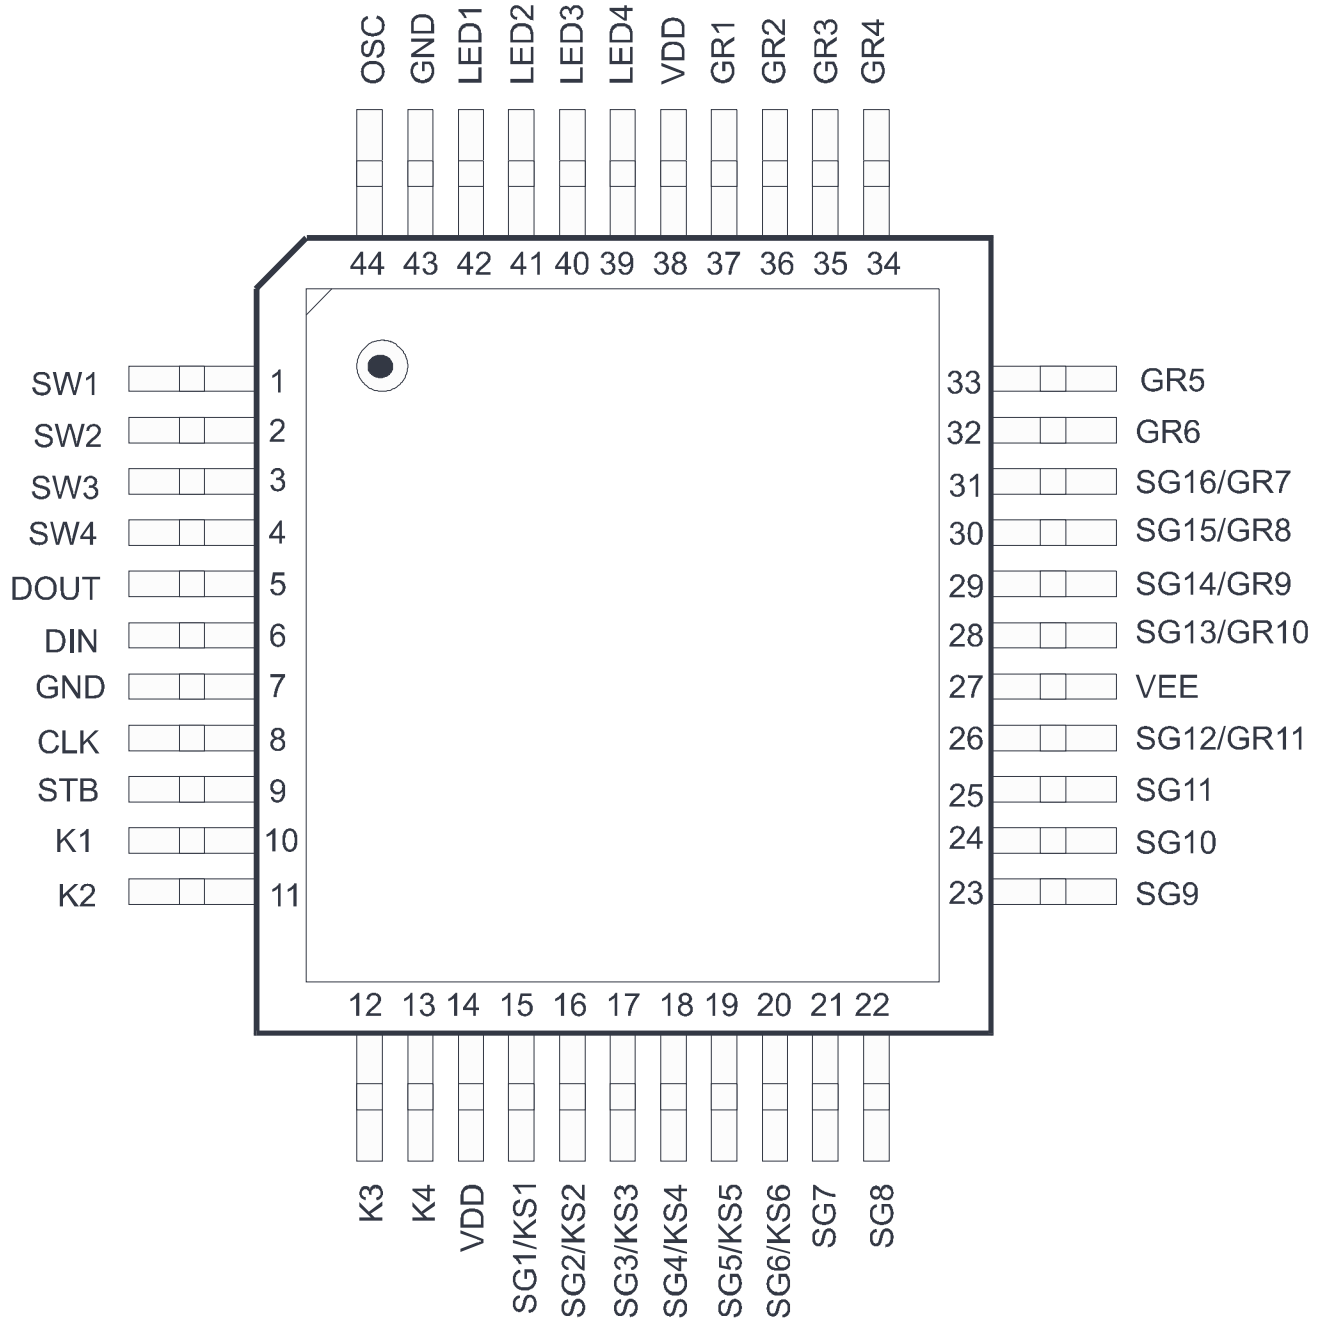 OSC GND LED1 LED2 LED3 LED4 VDD GR1 GR2 GR3 GR4
44 43 42 41 40 39 38 37 36 35 34
SW1 1 33 GR5
SW2 2 32 GR6
SW3 3 31 SG16/GR7
SW4 4 30 SG15/GR8
DOUT 5 29 SG14/GR9
DIN 6 28 SG13/GR10
GND 7 27 VEE
CLK 8 26 SG12/GR11
STB 9 25 SG11
K1 10 24 SG10
K2 11 23 SG9
12 13 14 15 16 17 18 19 20 21 22
K3 K4 VDD SG1/KS1 SG2/KS2 SG3/KS3 SG4/KS4 SG5/KS5 SG6/KS6 SG7 SG8